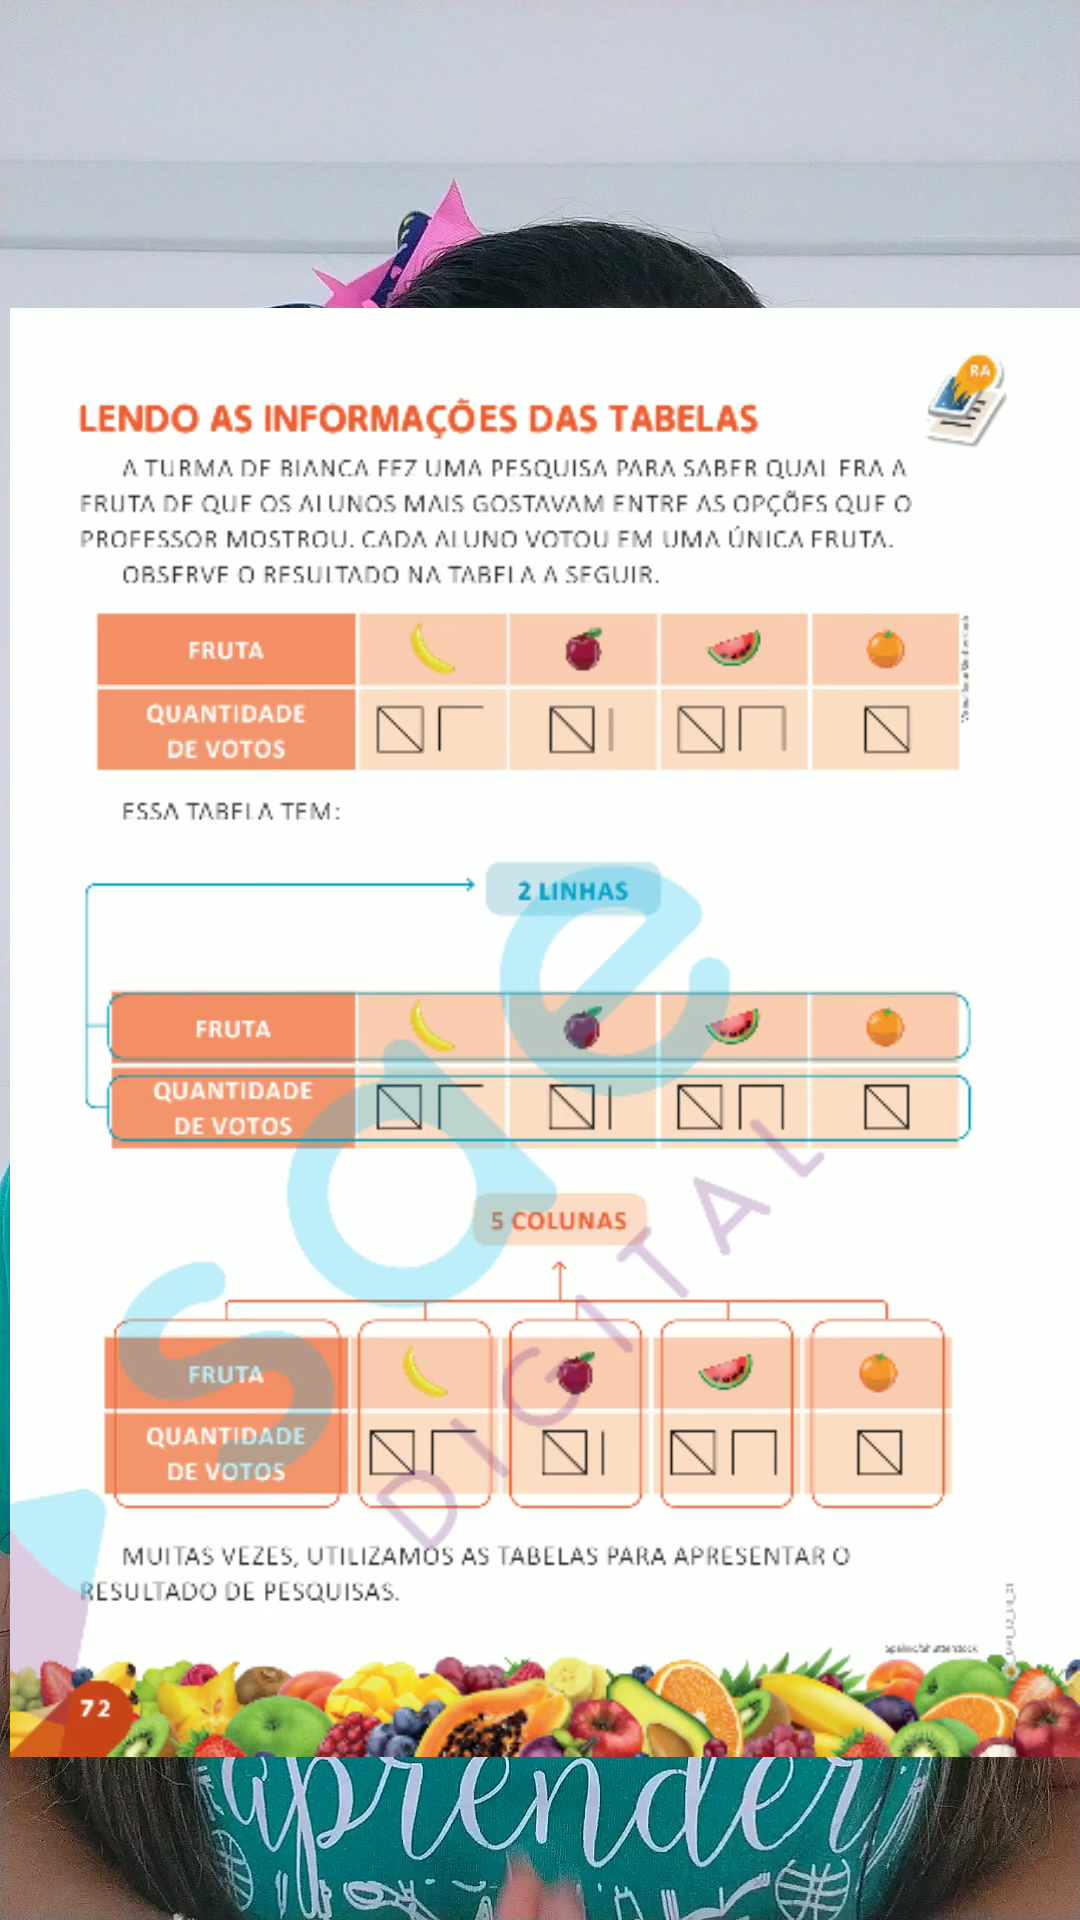 RA
LENDO AS INFORMAÇÕES DAS TABELAS
A TURMA DE BIANCA FEZ UMA PESQUISA PARA SABER QUAL ERA A
FRUTA DE QUE OS ALUNOS MAIS GOSTAVAM ENTRE AS OPÇÕES QUE O
PROFESSOR MOSTROU. CADA ALUNO VOTOU EM UMA ÚNICA FRUTA.
OBSERVE O RESULTADO NA TABELA A SEGUIR.
FRUTA
QUANTIDADE
DE VOTOS
ESSA TABELA TEM:
2 LINHAS
FRUTA
QUANTIDADE
DE VOTOS
5 COLUNAS
FRUTA
QUANTIDADE
DE VOTOS
sae
DIGITAL
MUITAS VEZES, UTILIZAMOS AS TABELAS PARA APRESENTAR O
RESULTADO DE PESQUISAS.
72
aprender